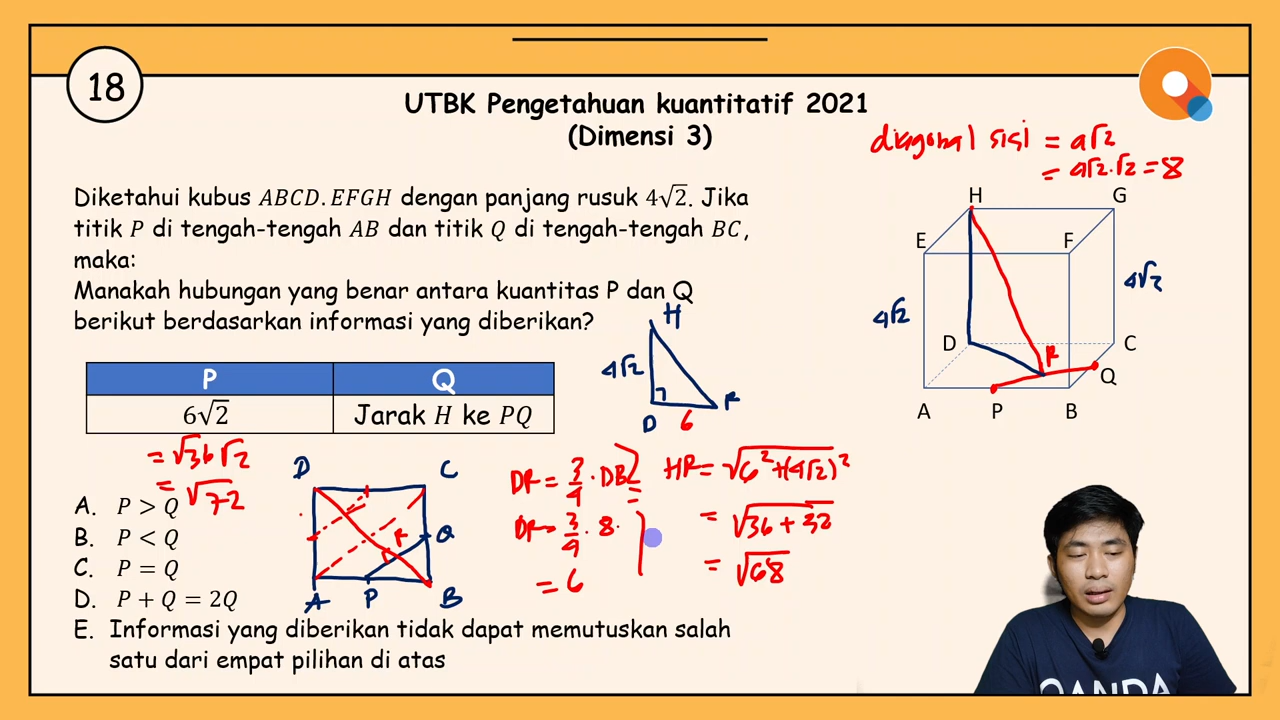 18
UTBK Pengetahuan kuantitatif 2021
(Dimensi 3)
diagonal sisi = a√2
= 4√2.√2 = 8
Diketahui kubus ABCD.EFGH dengan panjang rusuk 4√2. Jika
titik P di tengah-tengah AB dan titik Q di tengah-tengah BC,
maka:
Manakah hubungan yang benar antara kuantitas P dan Q
berikut berdasarkan informasi yang diberikan?
P Q
6√2 Jarak H ke PQ
= √36 √2
= √72
A. P > Q
B. P < Q
C. P = Q
D. P + Q = 2Q
E. Informasi yang diberikan tidak dapat memutuskan salah
satu dari empat pilihan di atas
H
4√2
D 6 R
H G
E F
4√2 4√2
D R C
Q
A P B
D C
R Q
A P B
DR = 3/4 . DB
DR = 3/4 . 8
= 6
HR = √6² + (4√2)²
= √36 + 32
= √68